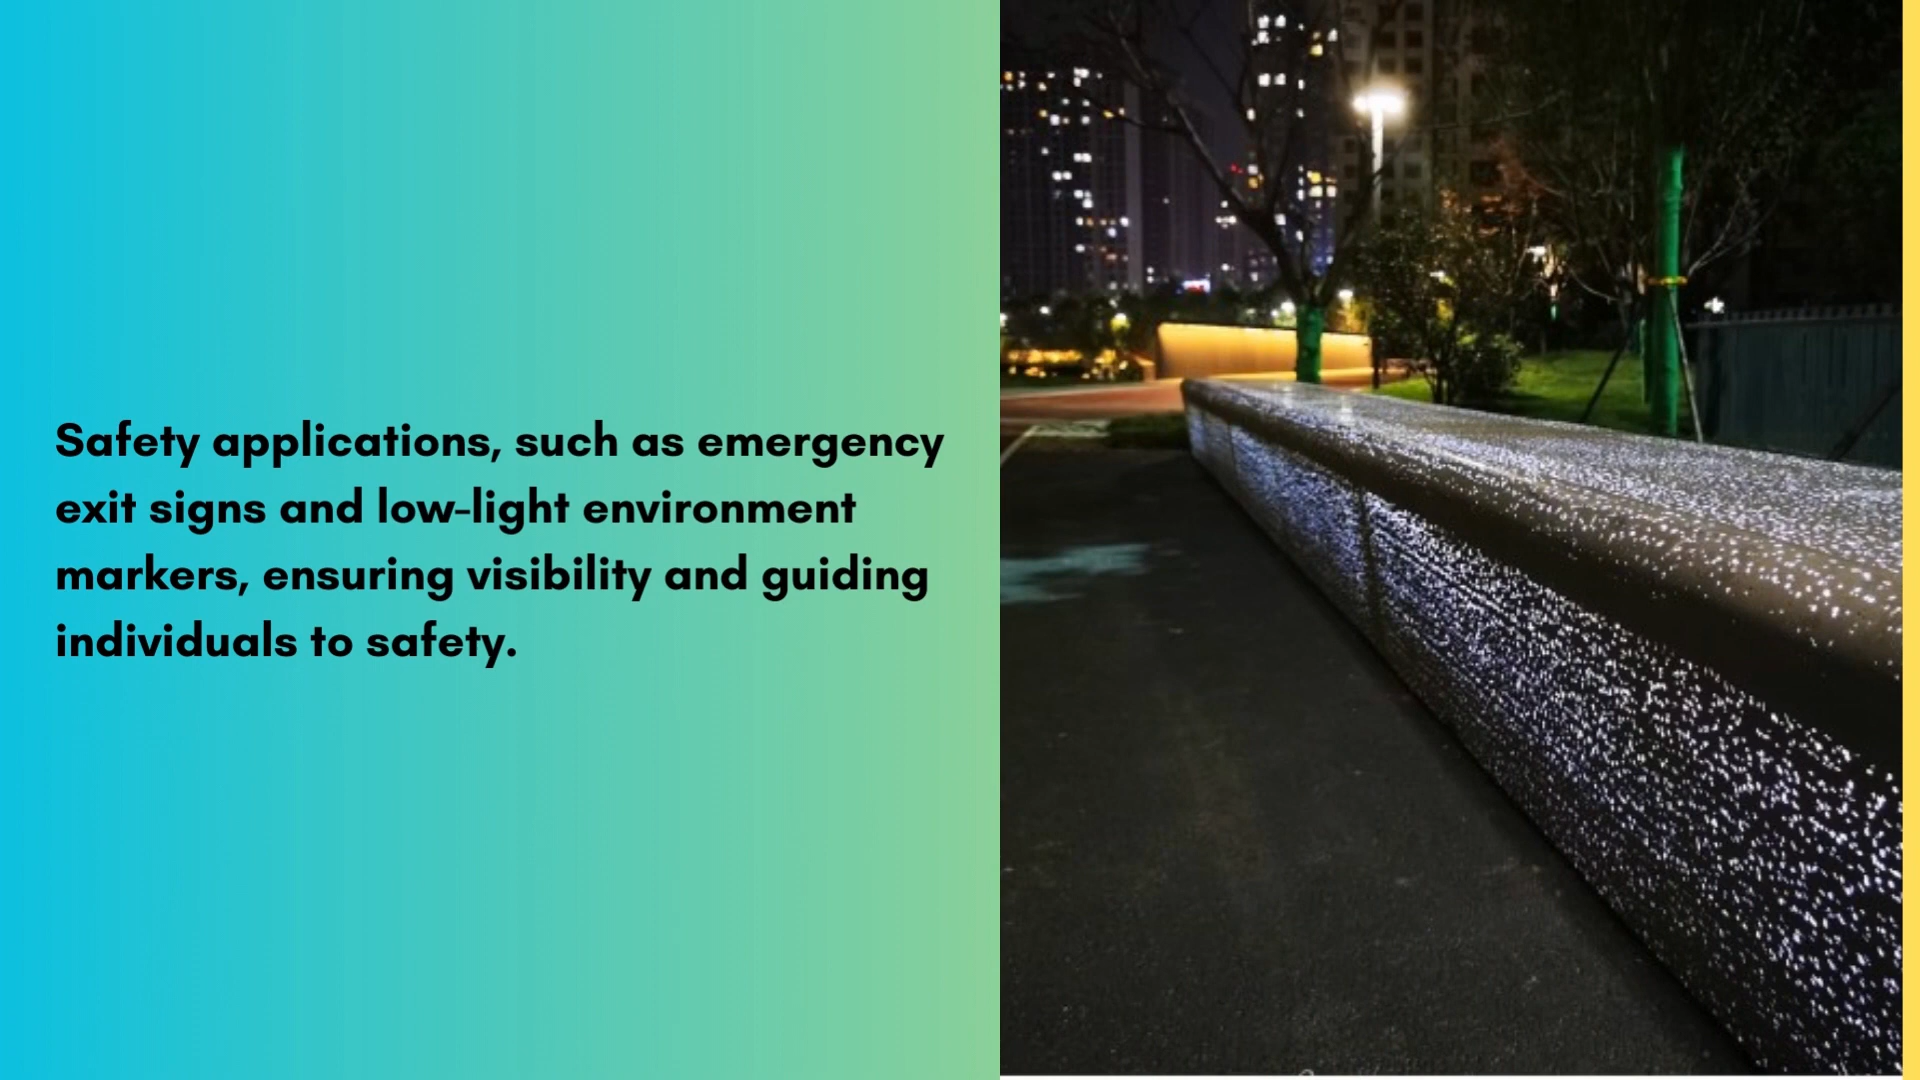 Safety applications, such as emergency
exit signs and low-light environment
markers, ensuring visibility and guiding
individuals to safety.